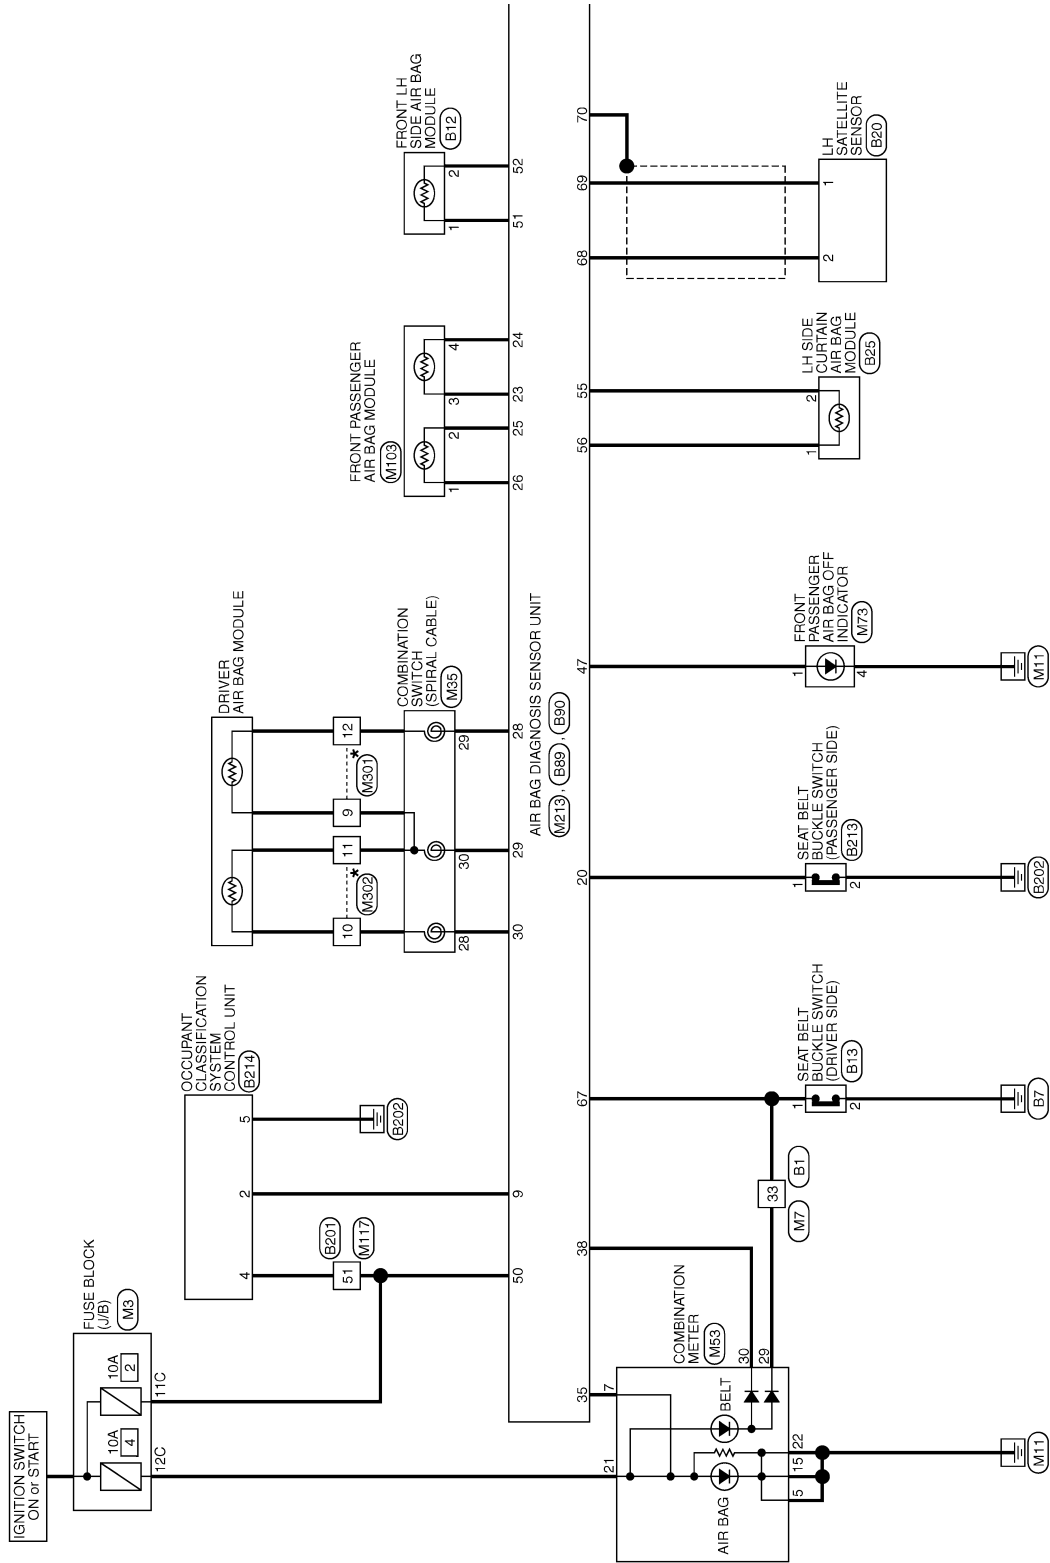 IGNITION SWITCH
ON or START
FUSE BLOCK
(J/B)
M3
10A
4
10A
2
12C
11C
OCCUPANT
CLASSIFICATION
SYSTEM
CONTROL UNIT
B214
4
2
5
B201
M117
51
B202
50
9
DRIVER
AIR BAG MODULE
10
11
9
12
*
M302
*
M301
COMBINATION
SWITCH
(SPIRAL CABLE)
M35
28
30
29
30
29
28
FRONT PASSENGER
AIR BAG MODULE
M103
1
2
3
4
26
25
23
24
FRONT LH
SIDE AIR BAG
MODULE
B12
1
2
51
52
AIR BAG DIAGNOSIS SENSOR UNIT
M213 , B89 , B90
35
38
67
20
47
56
55
68
69
70
COMBINATION
METER
M53
21
7
30
29
BELT
AIR BAG
5
15
22
M11
33
M7
B1
SEAT BELT
BUCKLE SWITCH
(DRIVER SIDE)
B13
1
2
B7
SEAT BELT
BUCKLE SWITCH
(PASSENGER SIDE)
B213
1
2
B202
FRONT
PASSENGER
AIR BAG OFF
INDICATOR
M73
1
4
M11
LH SIDE
CURTAIN
AIR BAG
MODULE
B25
1
2
LH
SATELLITE
SENSOR
B20
2
1